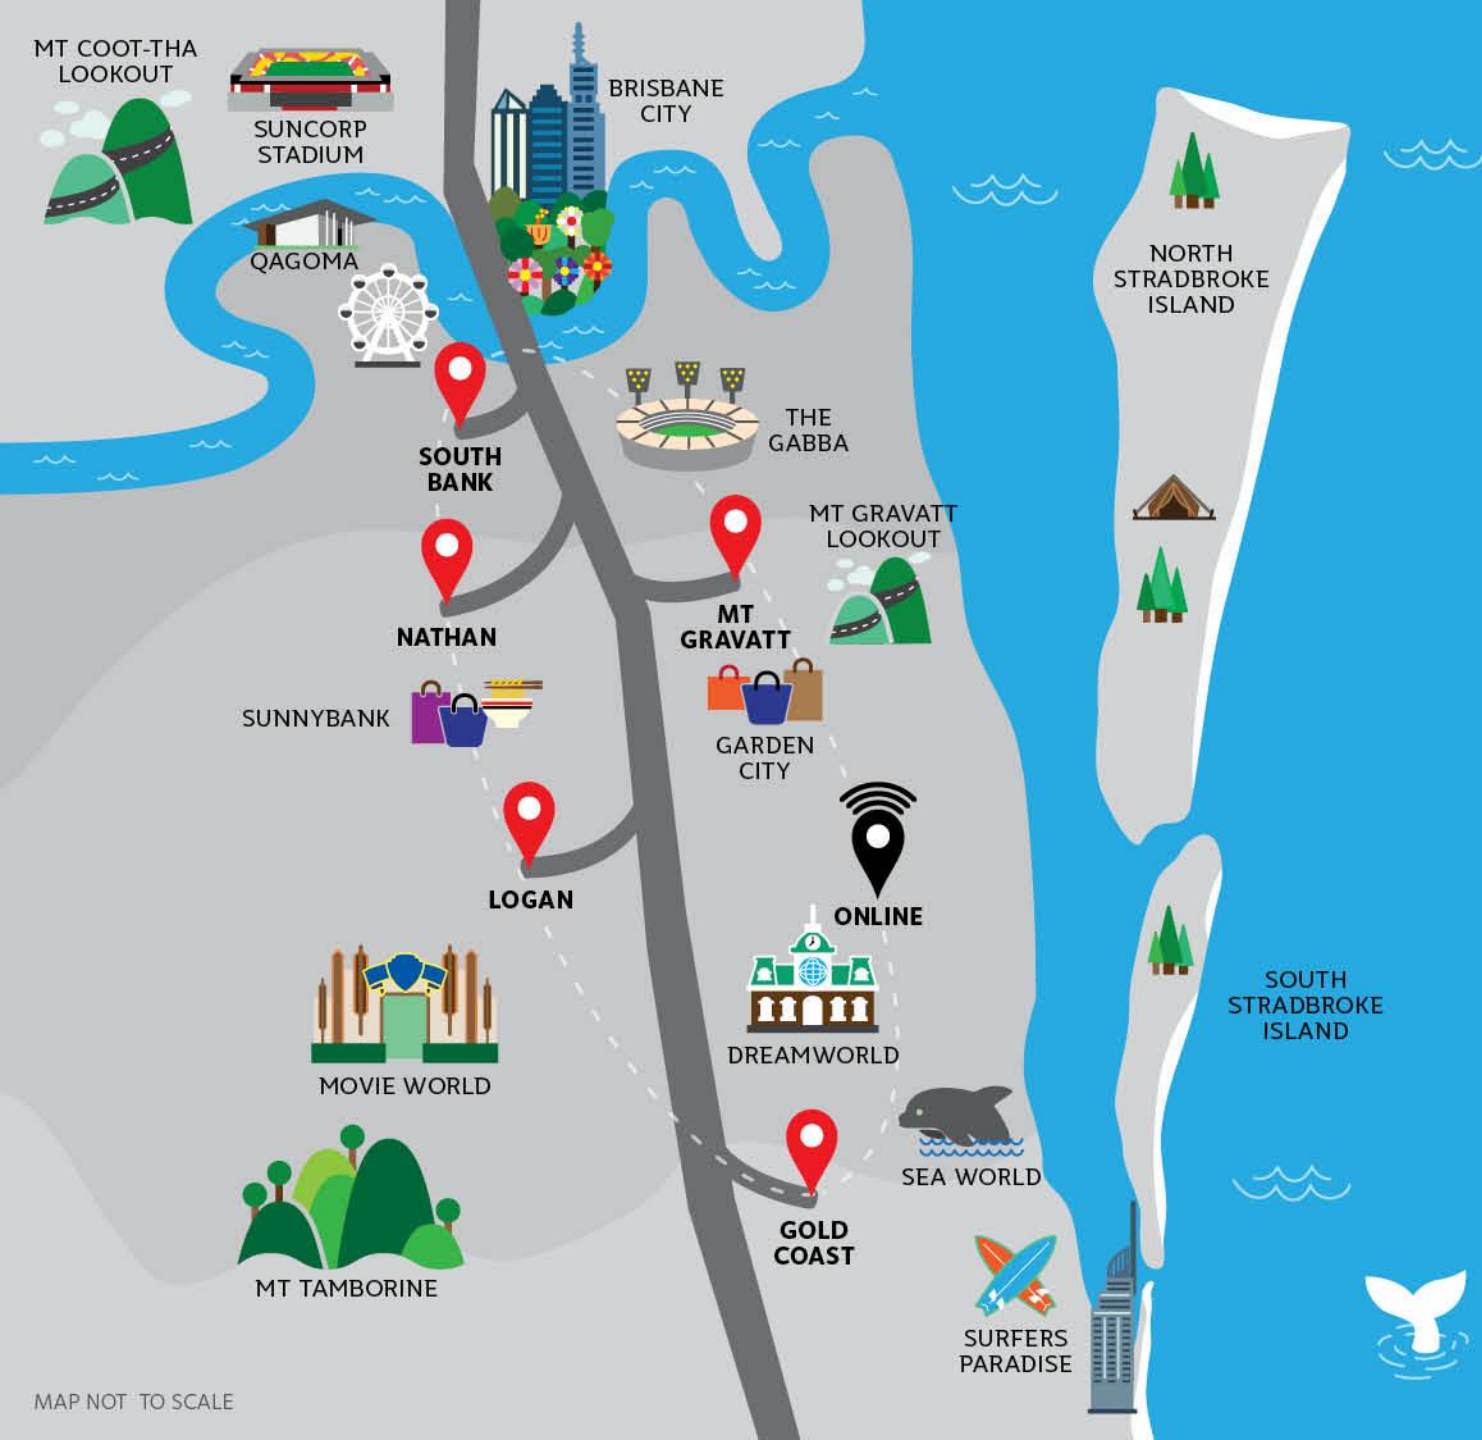 MT COOT-THA
LOOKOUT
SUNCORP
STADIUM
BRISBANE
CITY
QAGOMA
NORTH
STRADBROKE
ISLAND
THE
GABBA
SOUTH
BANK
MT GRAVATT
LOOKOUT
NATHAN
MT
GRAVATT
SUNNYBANK
GARDEN
CITY
LOGAN
ONLINE
SOUTH
STRADBROKE
ISLAND
DREAMWORLD
MOVIE WORLD
SEA WORLD
GOLD
COAST
MT TAMBORINE
SURFERS
PARADISE
MAP NOT TO SCALE